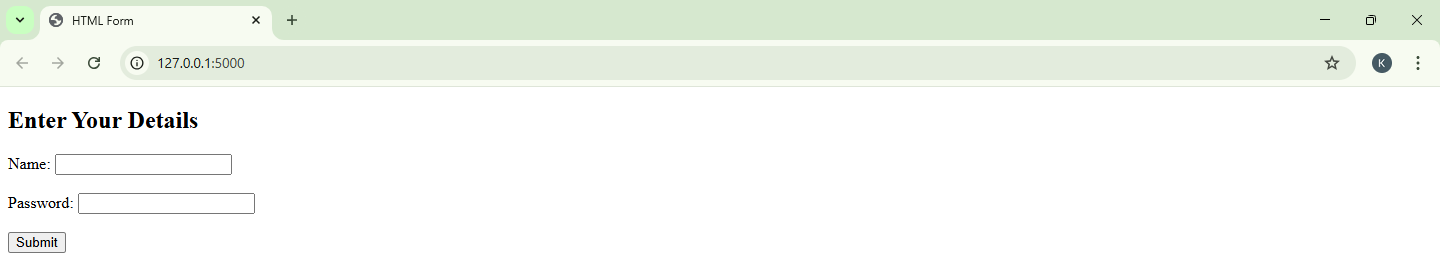 HTML Form
127.0.0.1:5000
K
Enter Your Details
Name:
Password:
Submit